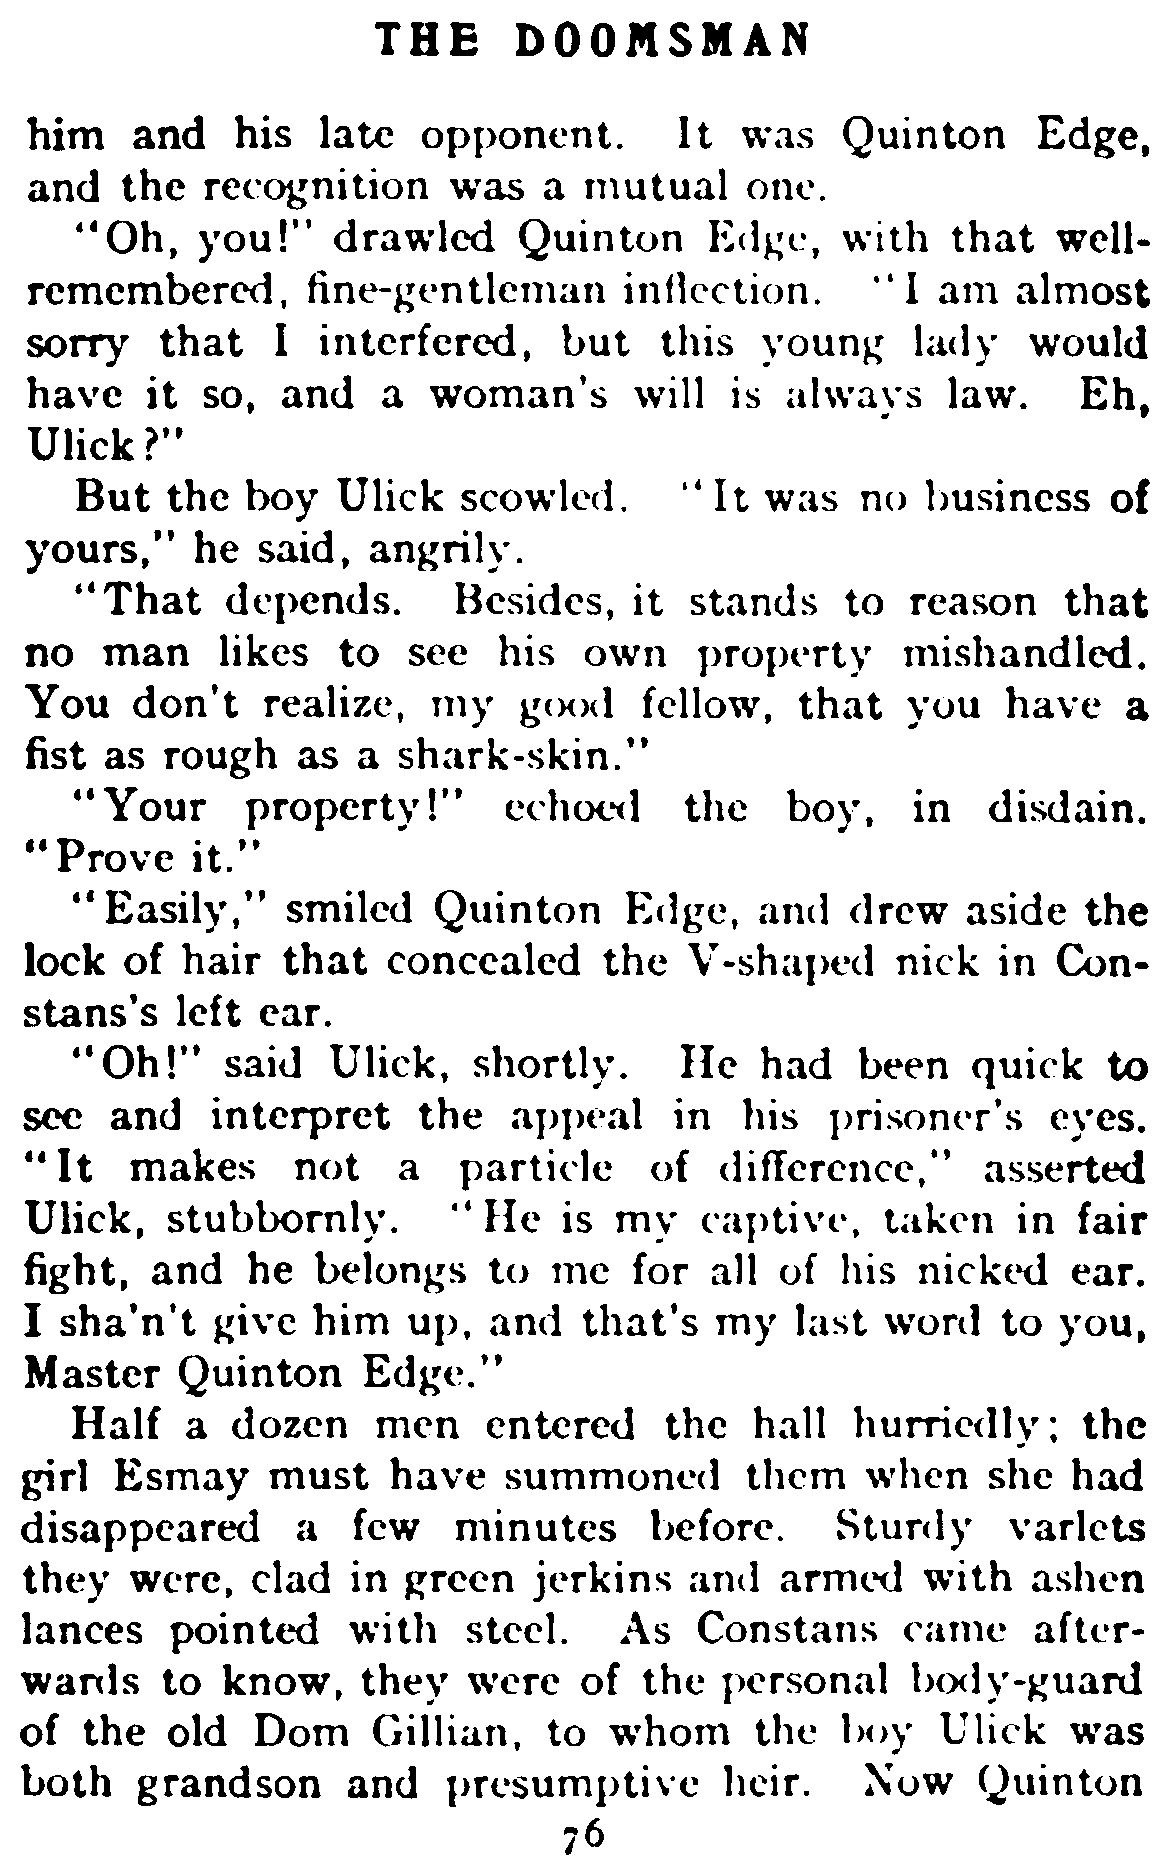 THE DOOMSMAN
him and his late opponent. It was Quinton Edge,
and the recognition was a mutual one.
"Oh, you!" drawled Quinton Edge, with that well-
remembered, fine-gentleman inflection. "I am almost
sorry that I interfered, but this young lady would
have it so, and a woman's will is always law. Eh,
Ulick?"
But the boy Ulick scowled. "It was no business of
yours," he said, angrily.
"That depends. Besides, it stands to reason that
no man likes to see his own property mishandled.
You don't realize, my good fellow, that you have a
fist as rough as a shark-skin."
"Your property!" echoed the boy, in disdain.
"Prove it."
"Easily," smiled Quinton Edge, and drew aside the
lock of hair that concealed the V-shaped nick in Con-
stans's left ear.
"Oh!" said Ulick, shortly. He had been quick to
see and interpret the appeal in his prisoner's eyes.
"It makes not a particle of difference," asserted
Ulick, stubbornly. "He is my captive, taken in fair
fight, and he belongs to me for all of his nicked ear.
I sha'n't give him up, and that's my last word to you,
Master Quinton Edge."
Half a dozen men entered the hall hurriedly; the
girl Esmay must have summoned them when she had
disappeared a few minutes before. Sturdy varlets
they were, clad in green jerkins and armed with ashen
lances pointed with steel. As Constans came after-
wards to know, they were of the personal body-guard
of the old Dom Gillian, to whom the boy Ulick was
both grandson and presumptive heir. Now Quinton
76